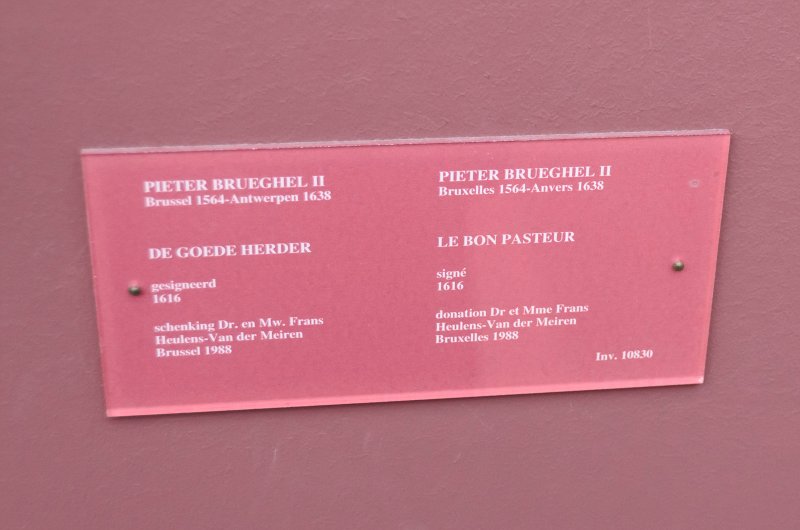 PIETER BRUEGHEL II
Brussel 1564-Antwerpen 1638
DE GOEDE HERDER
gesigneerd
1616
schenking Dr. en Mw. Frans
Heulens-Van der Meiren
Brussel 1988
PIETER BRUEGHEL II
Bruxelles 1564-Anvers 1638
LE BON PASTEUR
signé
1616
donation Dr et Mme Frans
Heulens-Van der Meiren
Bruxelles 1988
Inv. 10830